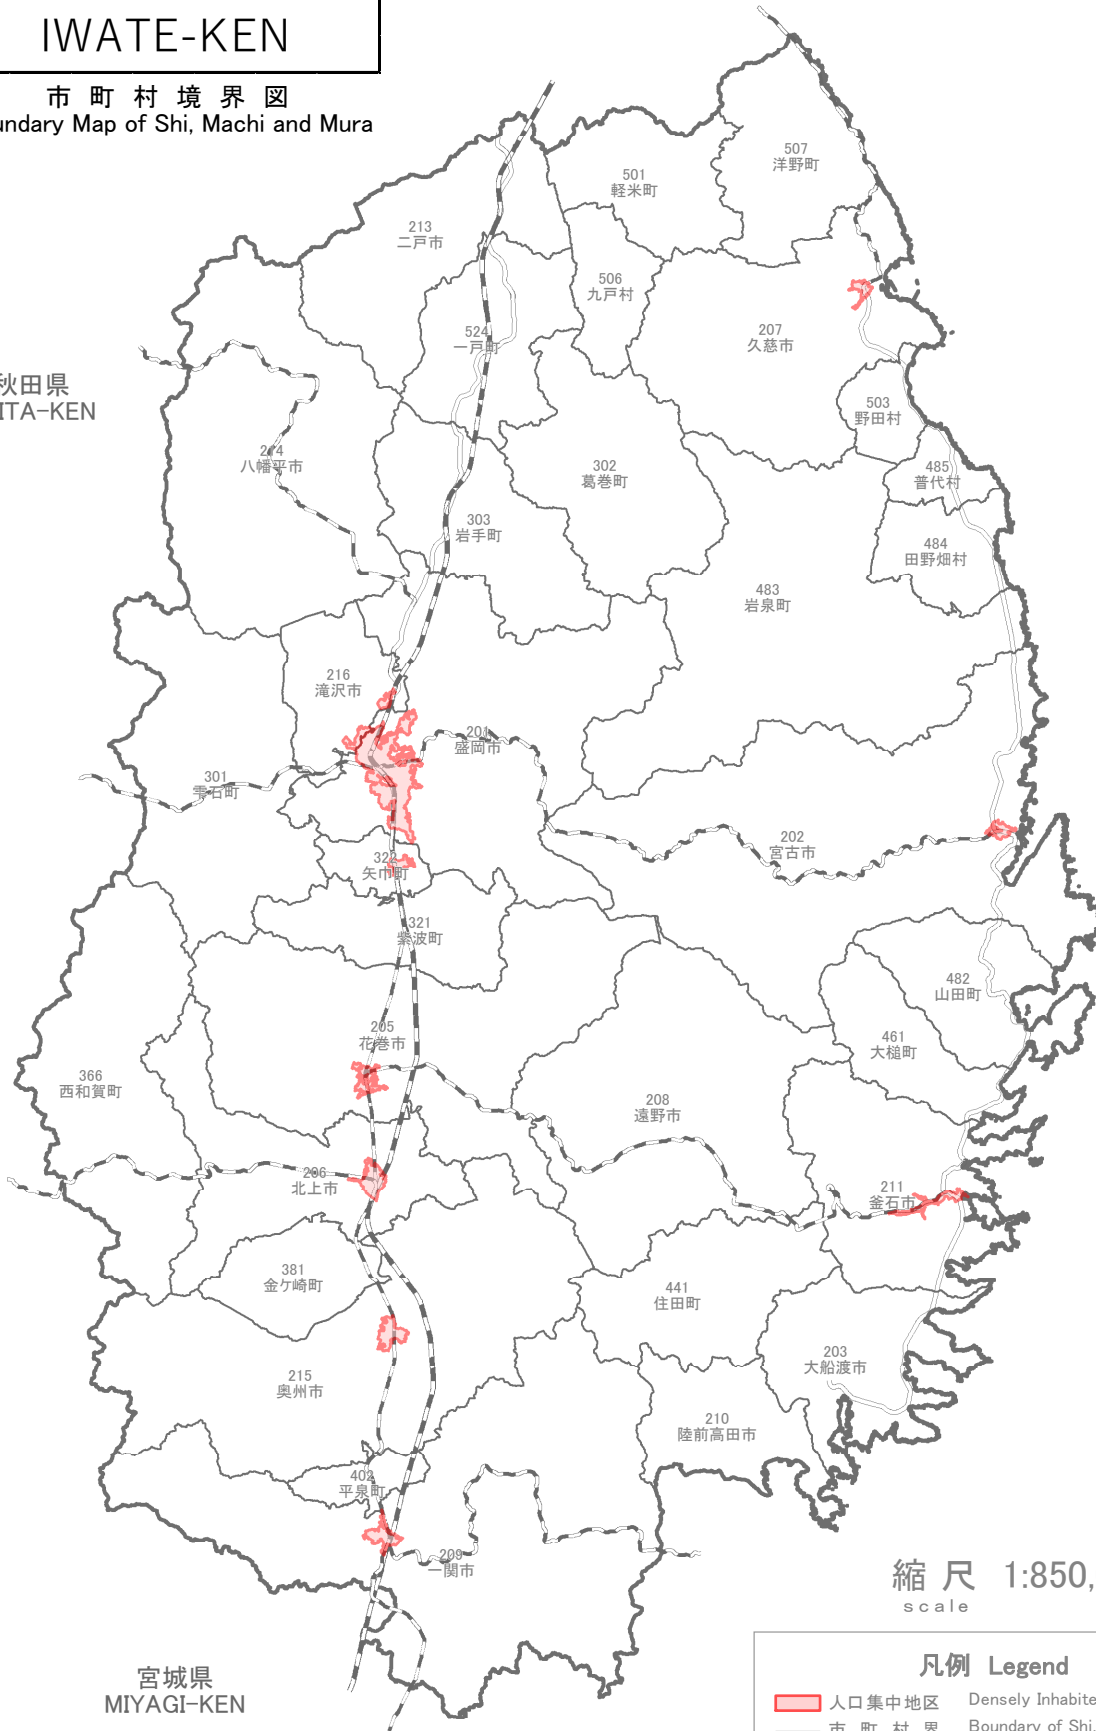 IWATE-KEN
市町村境界図
undary Map of Shi, Machi and Mura
507
洋野町
501
軽米町
213
二戸市
506
九戸村
207
久慈市
524
一戸町
秋田県
ITA-KEN
503
野田村
214
八幡平市
302
葛巻町
485
普代村
303
岩手町
484
田野畑村
483
岩泉町
216
滝沢市
201
盛岡市
301
雫石町
202
宮古市
322
矢巾町
321
紫波町
482
山田町
205
花巻市
461
大槌町
366
西和賀町
208
遠野市
206
北上市
211
釜石市
381
金ケ崎町
441
住田町
203
大船渡市
215
奥州市
210
陸前高田市
402
平泉町
209
一関市
縮尺 1:850,
scale
宮城県
MIYAGI-KEN
凡例 Legend
人口集中地区 Densely Inhabite
市町村界 Boundary of Shi,